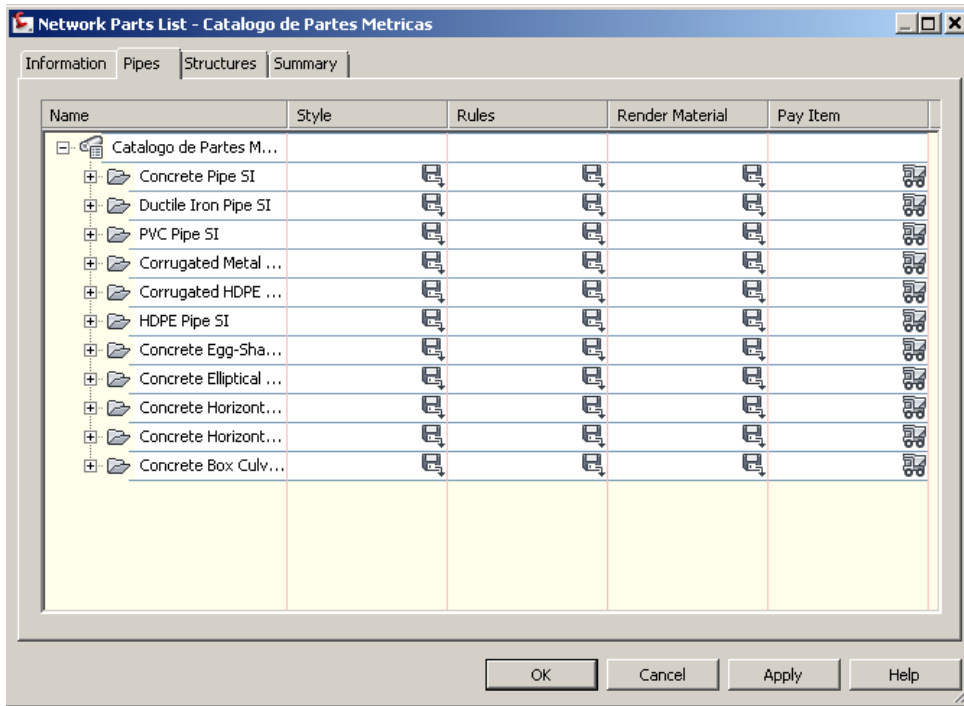 Network Parts List - Catalogo de Partes Metricas
Information Pipes Structures Summary
Name Style Rules Render Material Pay Item
Catalogo de Partes M...
Concrete Pipe SI
Ductile Iron Pipe SI
PVC Pipe SI
Corrugated Metal ...
Corrugated HDPE ...
HDPE Pipe SI
Concrete Egg-Sha...
Concrete Elliptical ...
Concrete Horizont...
Concrete Horizont...
Concrete Box Culv...
OK Cancel Apply Help